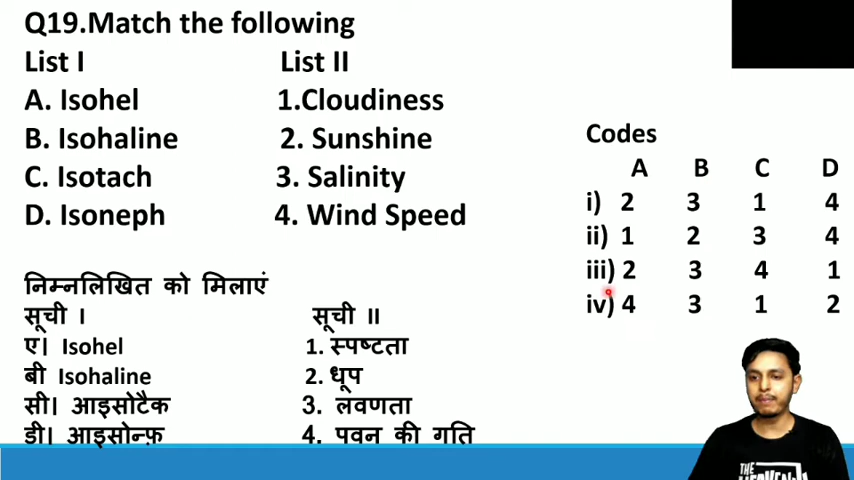 Q19.Match the following
List I List II
A. Isohel 1.Cloudiness
B. Isohaline 2. Sunshine
C. Isotach 3. Salinity
D. Isoneph 4. Wind Speed
Codes
A B C D
i) 2 3 1 4
ii) 1 2 3 4
iii) 2 3 4 1
iv) 4 3 1 2
निम्नलिखित को मिलाएं
सूची I सूची II
ए। Isohel 1. स्पष्टता
बी Isohaline 2. धूप
सी। आइसोटैक 3. लवणता
डी। आइसोन्फ़ 4. पवन की गति
THE